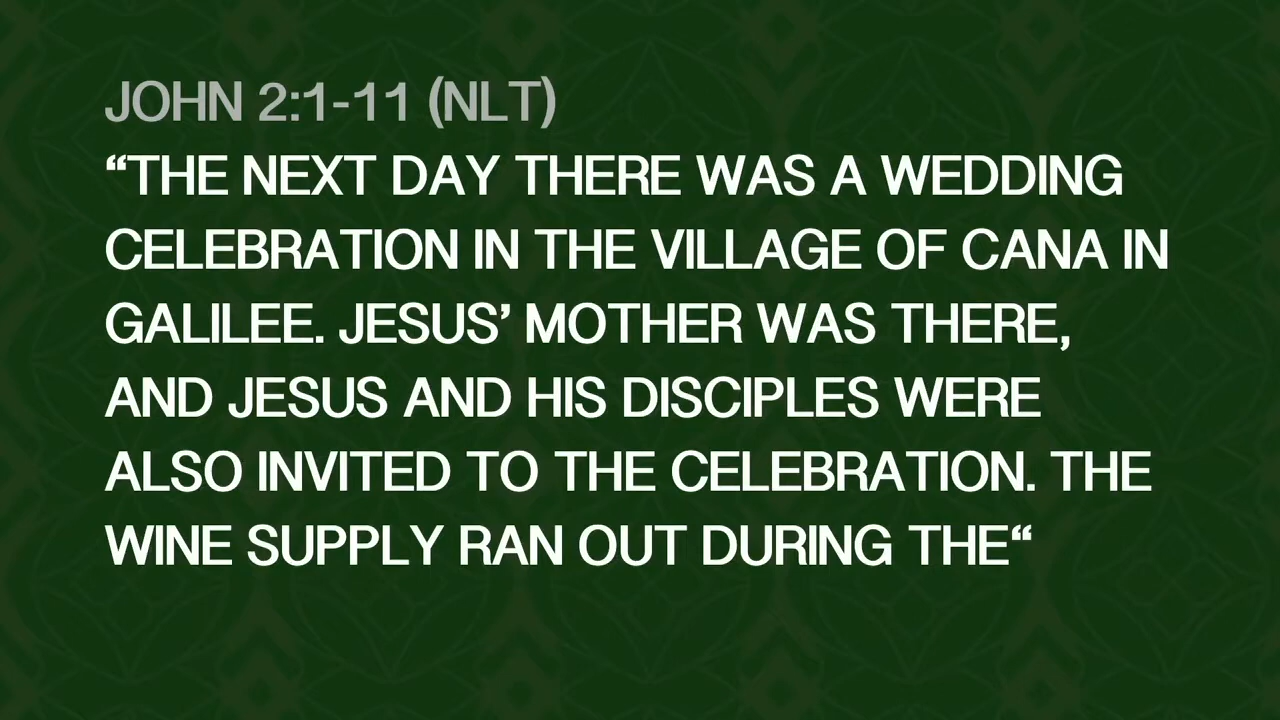 JOHN 2:1-11 (NLT)
“THE NEXT DAY THERE WAS A WEDDING
CELEBRATION IN THE VILLAGE OF CANA IN
GALILEE. JESUS’ MOTHER WAS THERE,
AND JESUS AND HIS DISCIPLES WERE
ALSO INVITED TO THE CELEBRATION. THE
WINE SUPPLY RAN OUT DURING THE“